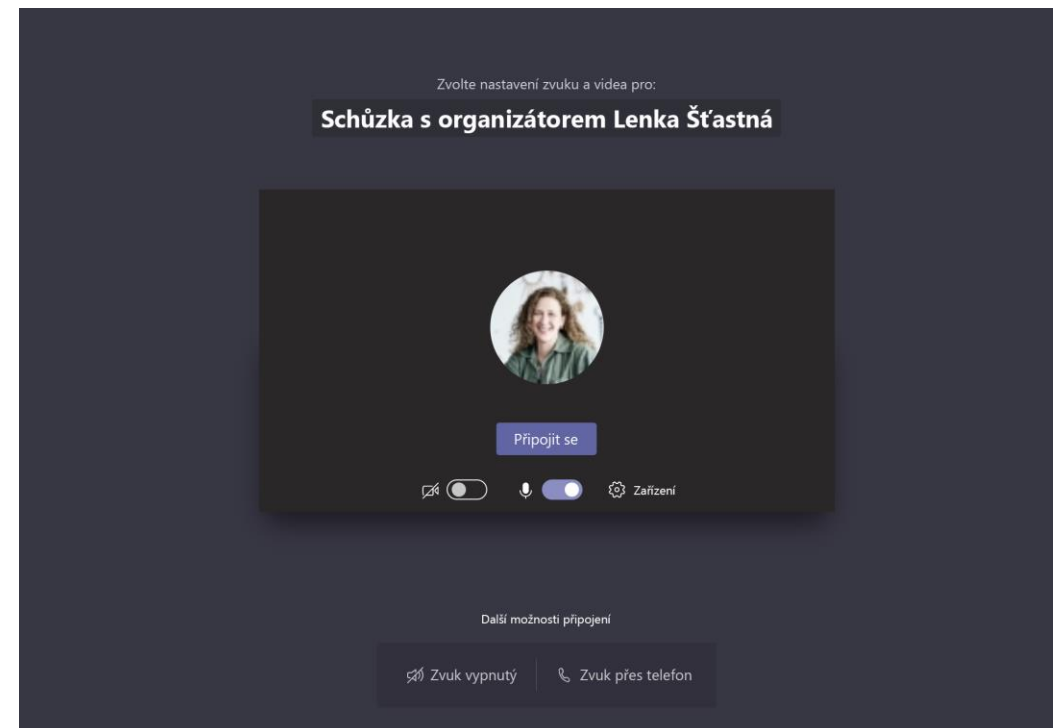 Zvolte nastavení zvuku a videa pro:
Schůzka s organizátorem Lenka Šťastná
Připojit se
Zařízení
Další možnosti připojení
Zvuk vypnutý Zvuk přes telefon